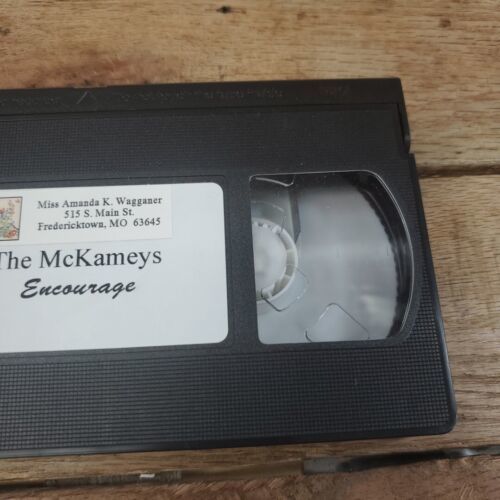 Miss Amanda K. Wagganer
515 S. Main St.
Fredericktown, MO 63645
The McKameys
Encourage